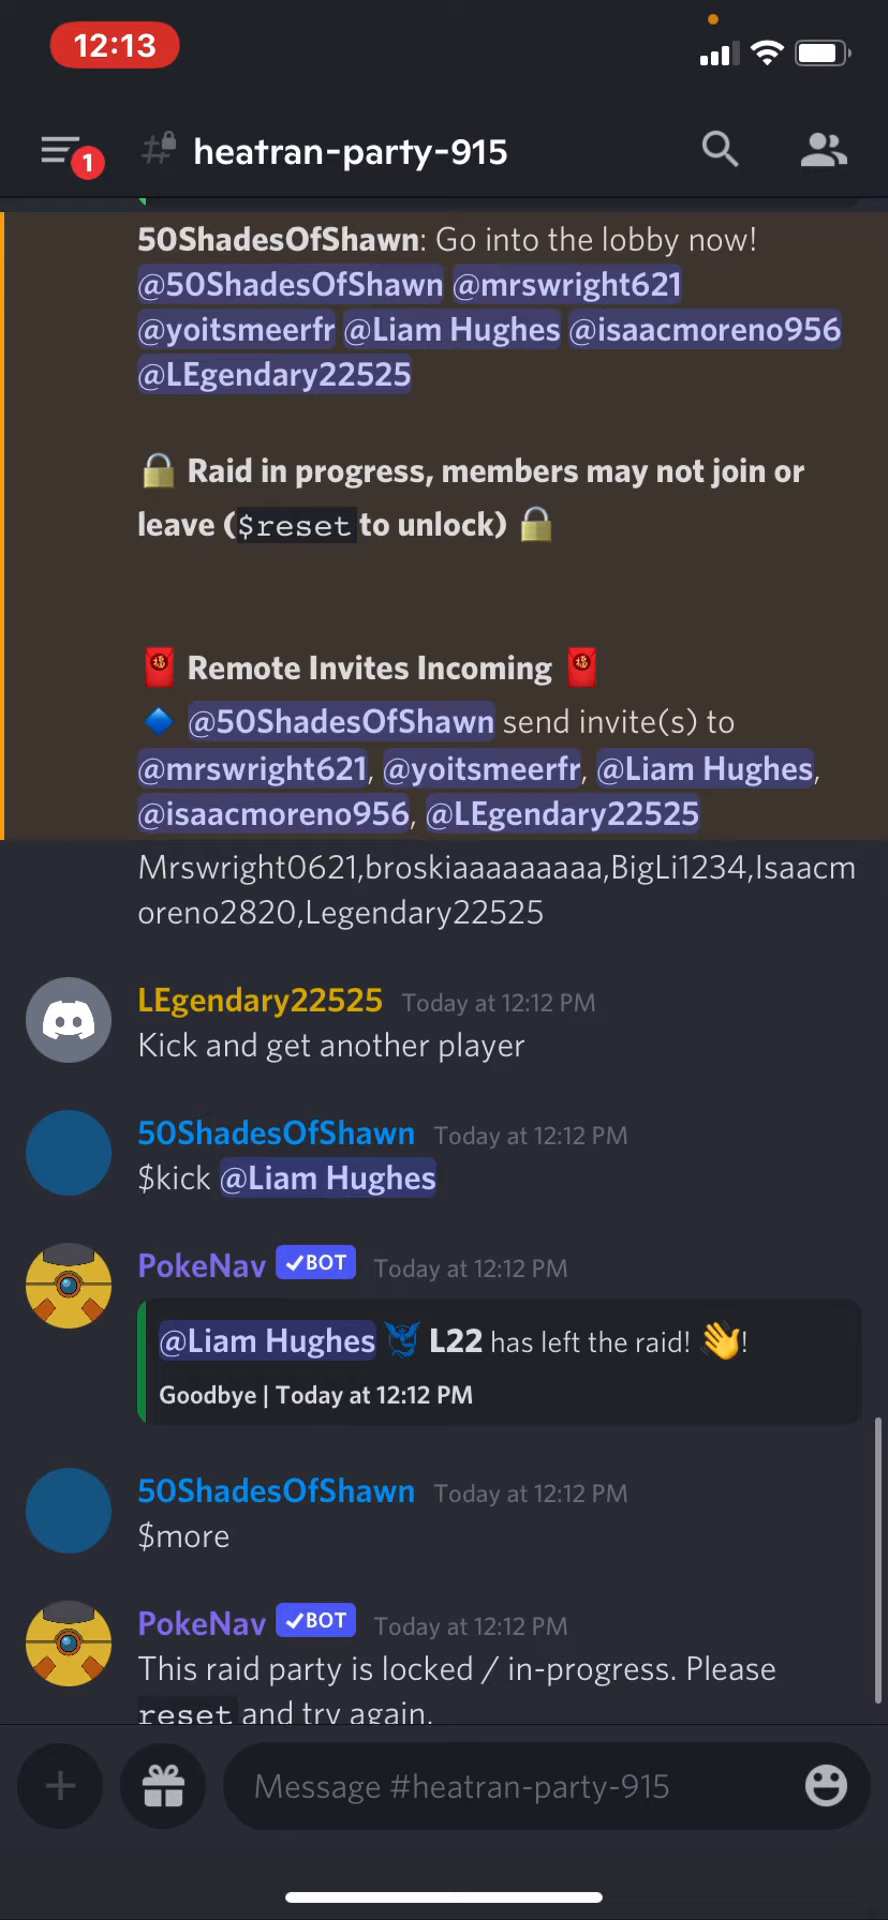 12:13
1
heatran-party-915
50ShadesOfShawn: Go into the lobby now!
@50ShadesOfShawn @mrswright621
@yoitsmeerfr @Liam Hughes @isaacmoreno956
@LEgendary22525
Raid in progress, members may not join or
leave ($reset to unlock)
福 Remote Invites Incoming 福
@50ShadesOfShawn send invite(s) to
@mrswright621, @yoitsmeerfr, @Liam Hughes,
@isaacmoreno956, @LEgendary22525
Mrswright0621,broskiaaaaaaaaa,BigLi1234,Isaacm
oreno2820,Legendary22525
LEgendary22525 Today at 12:12 PM
Kick and get another player
50ShadesOfShawn Today at 12:12 PM
$kick @Liam Hughes
PokeNav ✓BOT Today at 12:12 PM
@Liam Hughes L22 has left the raid! 👋!
Goodbye | Today at 12:12 PM
50ShadesOfShawn Today at 12:12 PM
$more
PokeNav ✓BOT Today at 12:12 PM
This raid party is locked / in-progress. Please
reset and try again.
Message #heatran-party-915